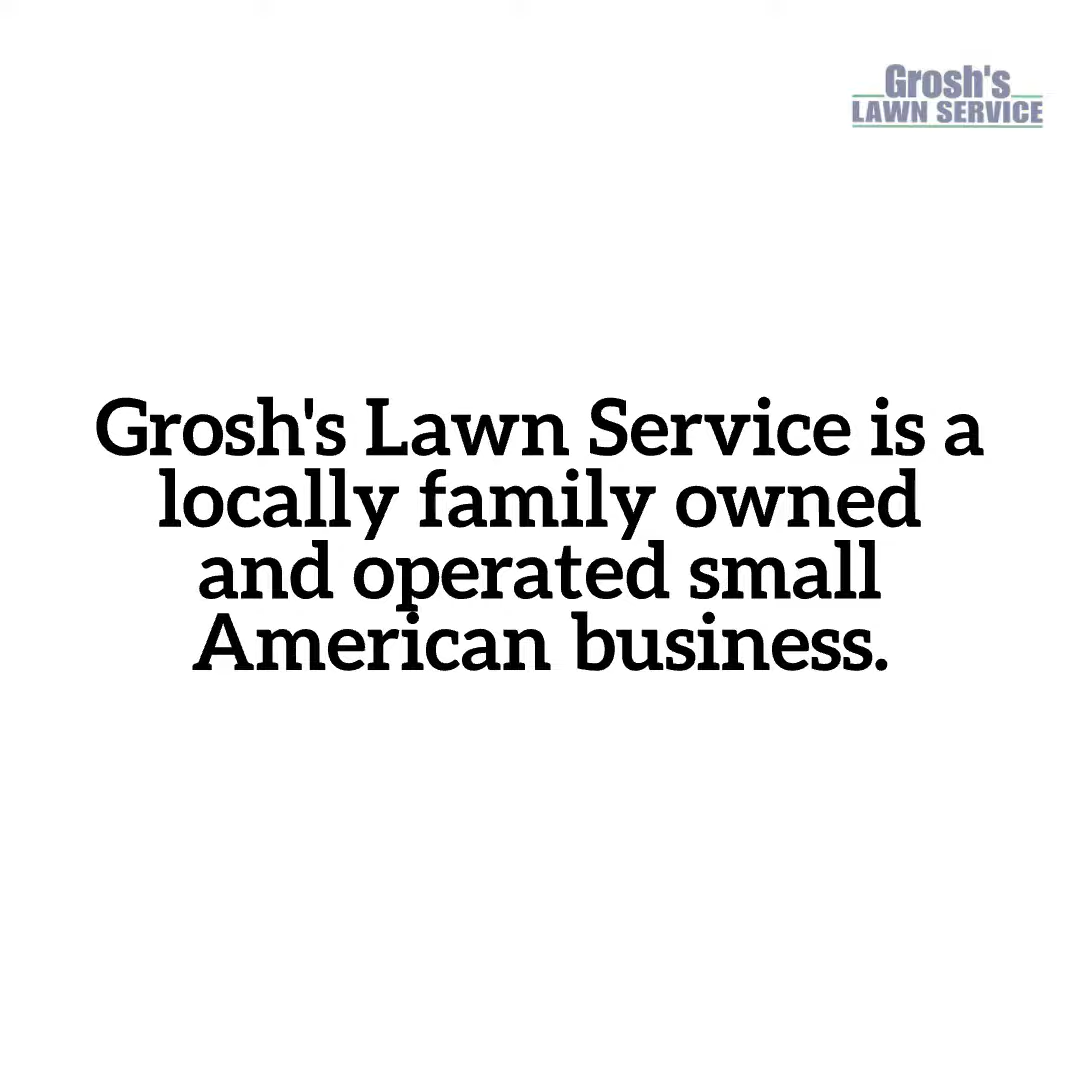 Grosh's
LAWN SERVICE
Grosh's Lawn Service is a
locally family owned
and operated small
American business.